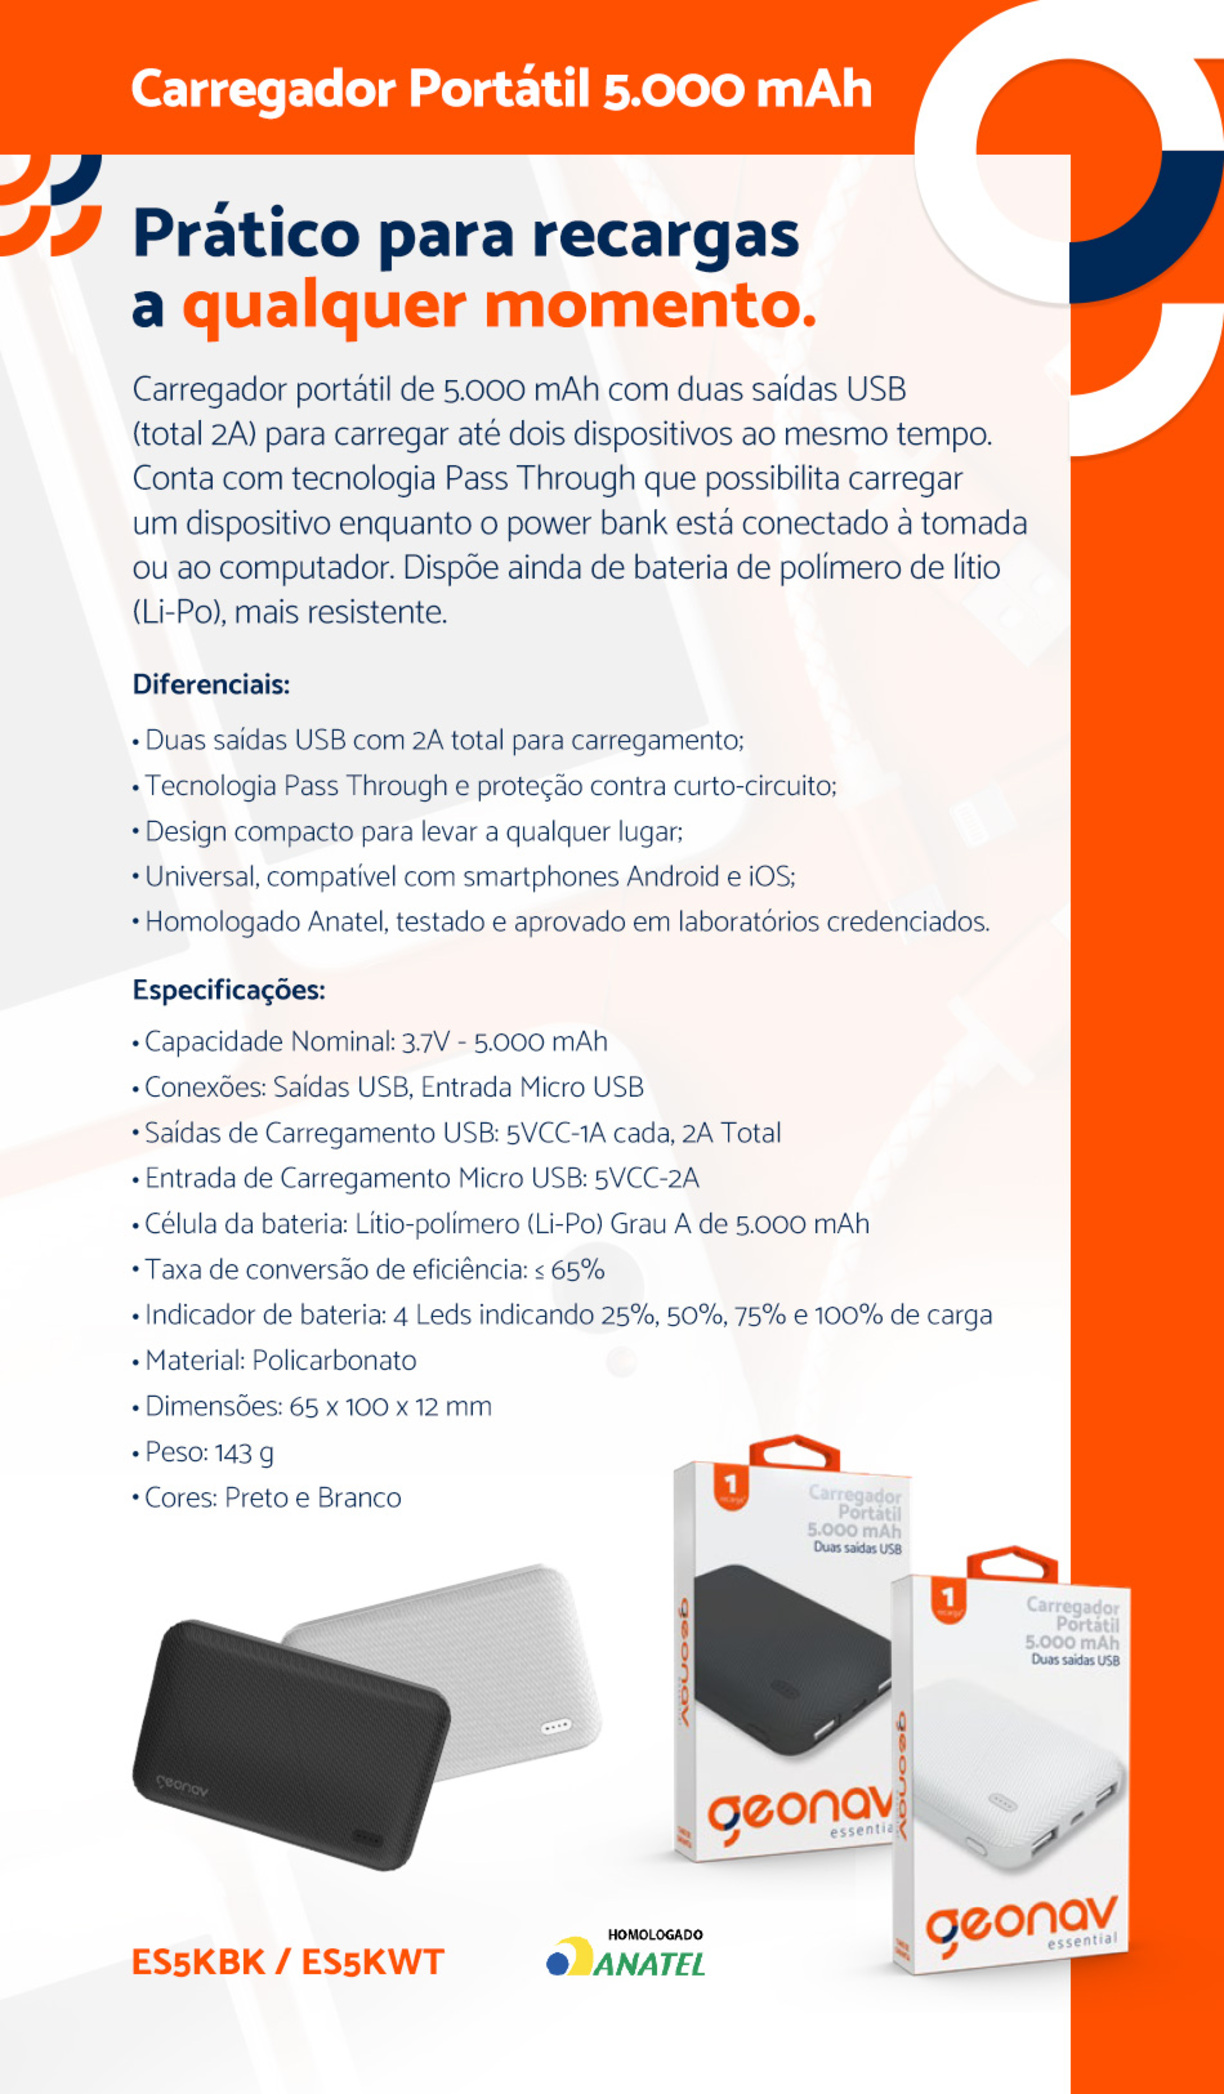 Carregador Portátil 5.000 mAh
Prático para recargas
a qualquer momento.
Carregador portátil de 5.000 mAh com duas saídas USB
(total 2A) para carregar até dois dispositivos ao mesmo tempo.
Conta com tecnologia Pass Through que possibilita carregar
um dispositivo enquanto o power bank está conectado à tomada
ou ao computador. Dispõe ainda de bateria de polímero de lítio
(Li-Po), mais resistente.
Diferenciais:
• Duas saídas USB com 2A total para carregamento;
• Tecnologia Pass Through e proteção contra curto-circuito;
• Design compacto para levar a qualquer lugar;
• Universal, compatível com smartphones Android e iOS;
• Homologado Anatel, testado e aprovado em laboratórios credenciados.
Especificações:
• Capacidade Nominal: 3.7V - 5.000 mAh
• Conexões: Saídas USB, Entrada Micro USB
• Saídas de Carregamento USB: 5VCC-1A cada, 2A Total
• Entrada de Carregamento Micro USB: 5VCC-2A
• Célula da bateria: Lítio-polímero (Li-Po) Grau A de 5.000 mAh
• Taxa de conversão de eficiência: ≤ 65%
• Indicador de bateria: 4 Leds indicando 25%, 50%, 75% e 100% de carga
• Material: Policarbonato
• Dimensões: 65 x 100 x 12 mm
• Peso: 143 g
• Cores: Preto e Branco
1
recarga*
Carregador
Portátil
5.000 mAh
Duas saídas USB
geonav
geonav
essential
1
recarga*
Carregador
Portátil
5.000 mAh
Duas saídas USB
geonav
geonav
essential
geonav
ES5KBK / ES5KWT
HOMOLOGADO
ANATEL